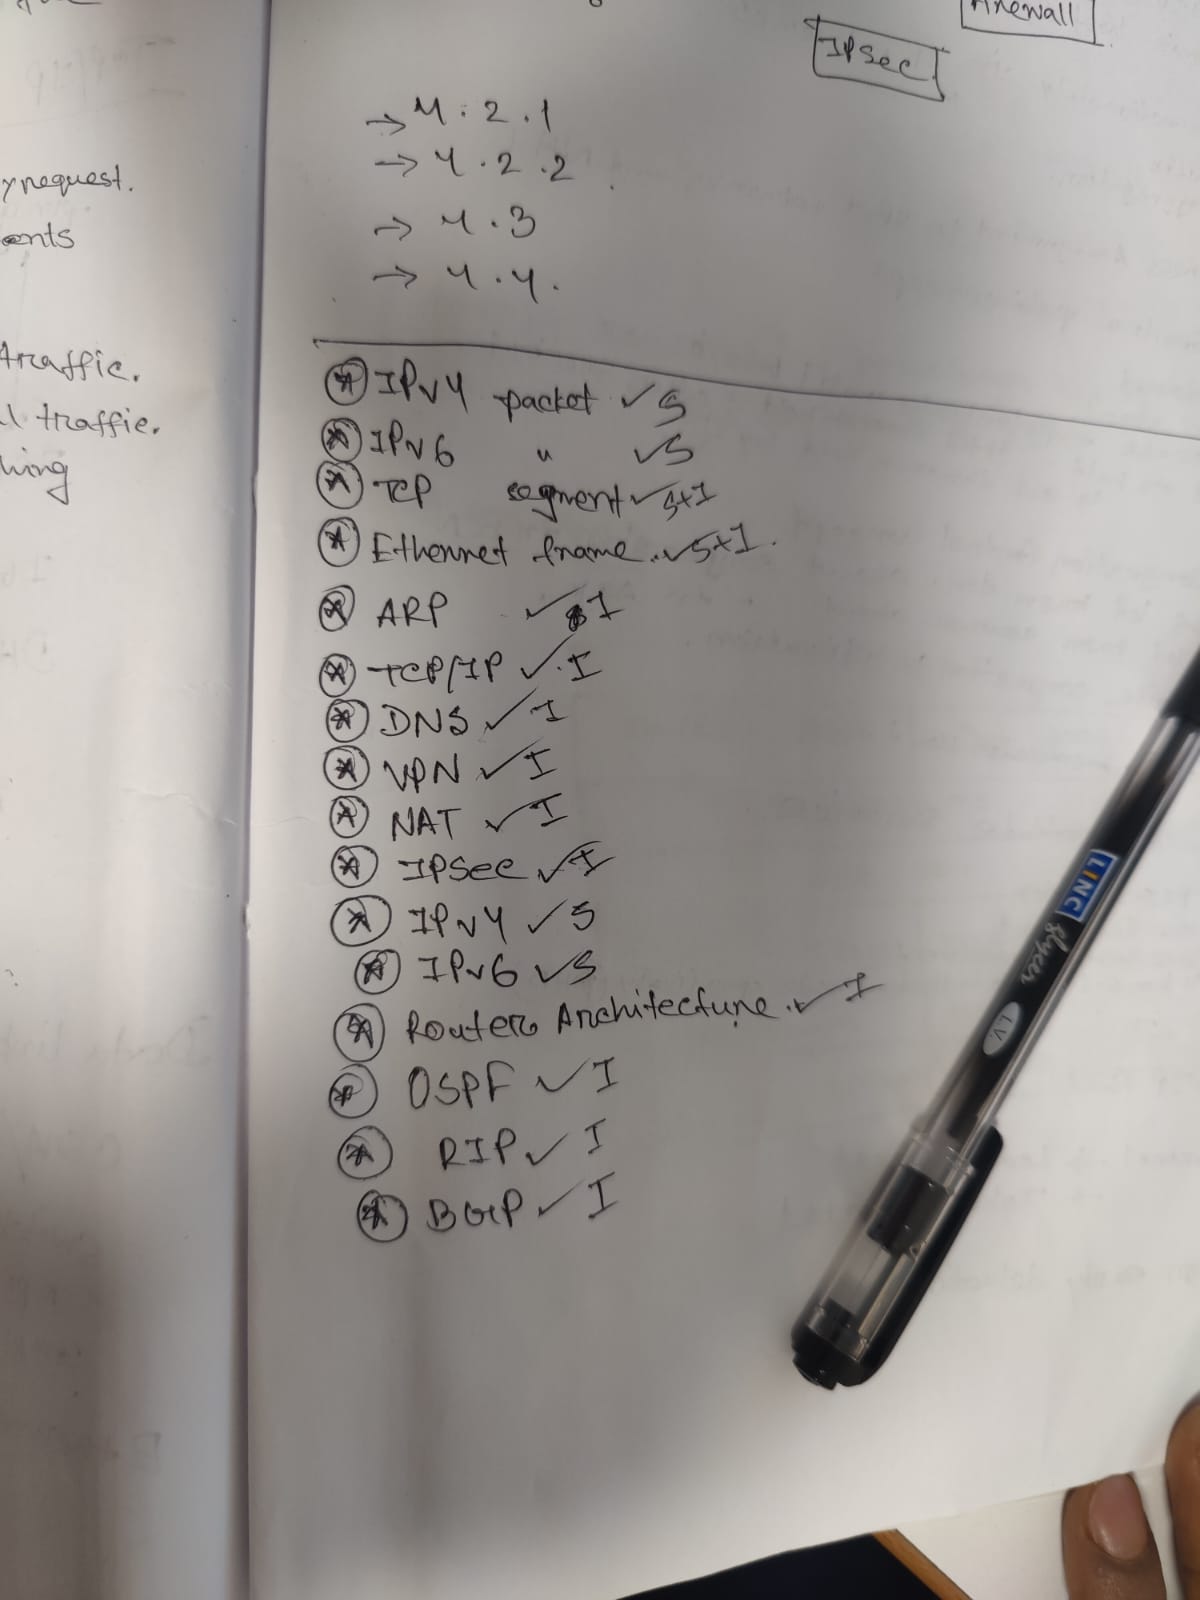 Firewall
IPSec
→ 4.2.1
→ 4.2.2
→ 4.3
→ 4.4.
request.
ents
traffic.
traffic.
hing
IPv4 packet ✓ S
IPv6 " ✓ S
TCP segment ✓ S+I
Ethernet frame. ✓ S+I.
ARP ✓ I
TCP/IP ✓ I
DNS ✓ I
VPN ✓ I
NAT ✓ I
IPSec ✓ I
IPv4 ✓ S
IPv6 ✓ S
Router Architecture. ✓ I
OSPF ✓ I
RIP ✓ I
BGP ✓ I
LINC
glycer
I.V.